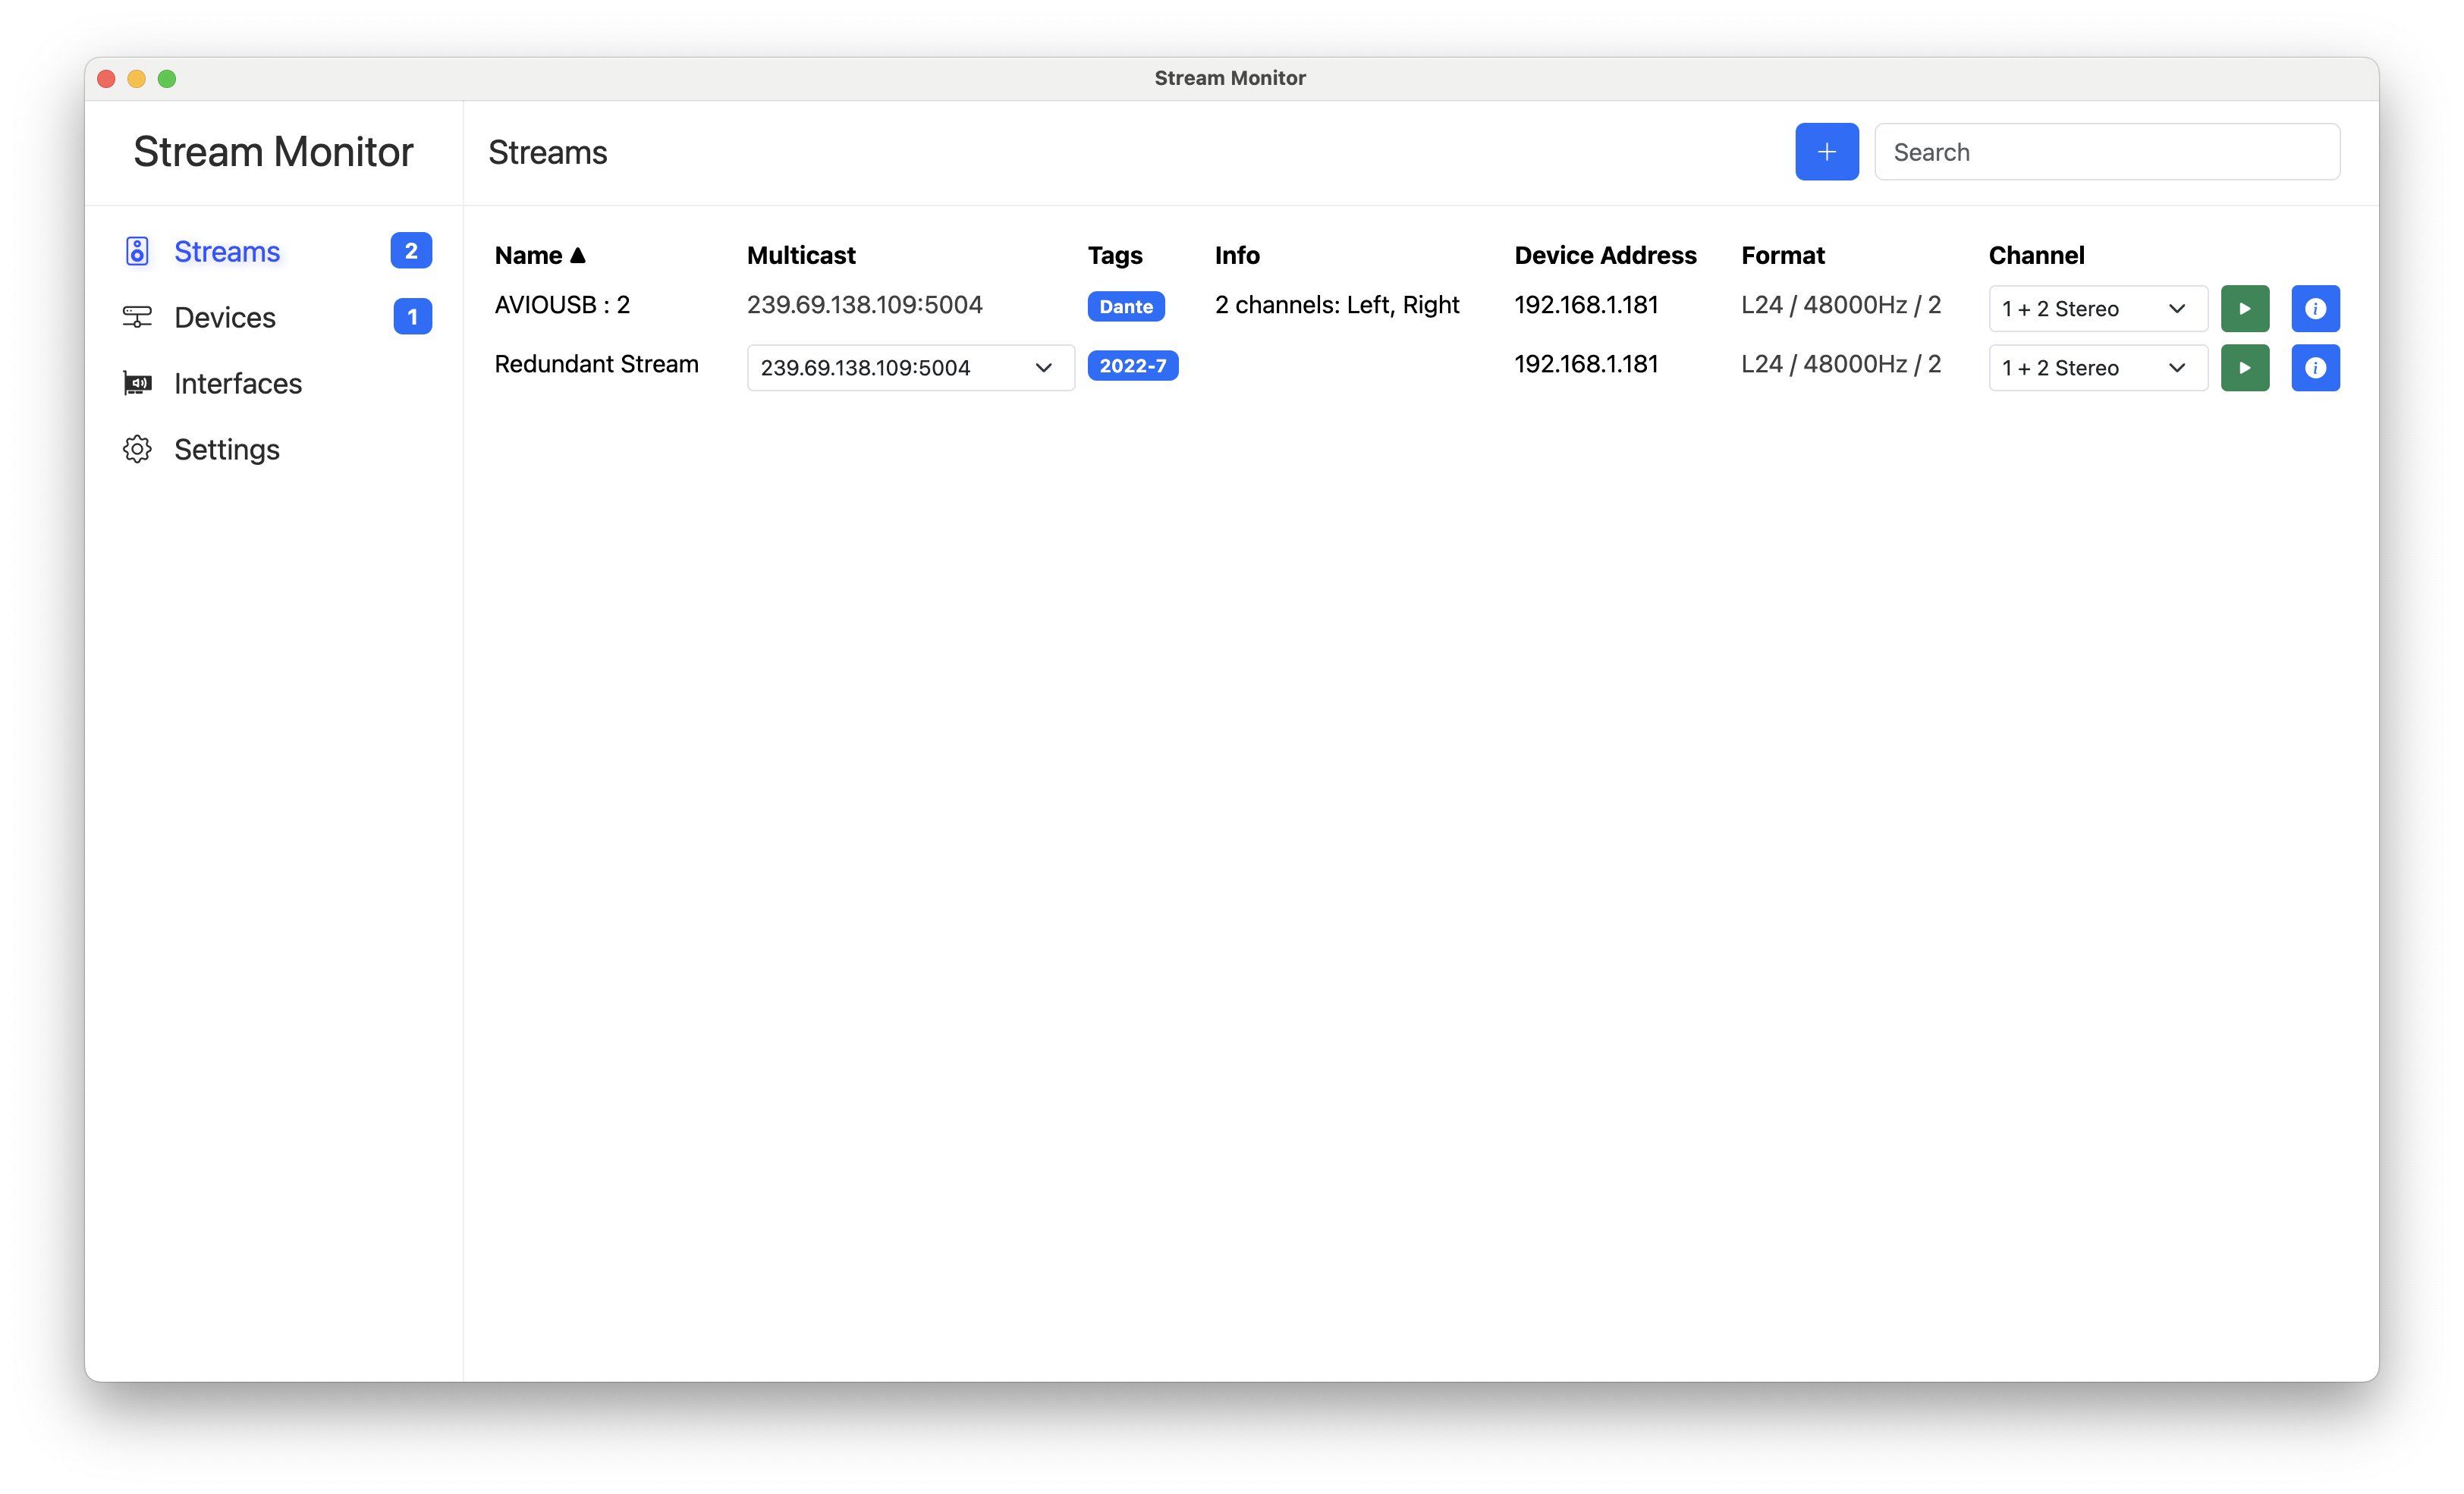 Stream Monitor
Stream Monitor
Streams
Search
Streams 2
Devices 1
Interfaces
Settings
Name ▲ Multicast Tags Info Device Address Format Channel
AVIOUSB : 2 239.69.138.109:5004 Dante 2 channels: Left, Right 192.168.1.181 L24 / 48000Hz / 2 1 + 2 Stereo
Redundant Stream 239.69.138.109:5004 2022-7 192.168.1.181 L24 / 48000Hz / 2 1 + 2 Stereo